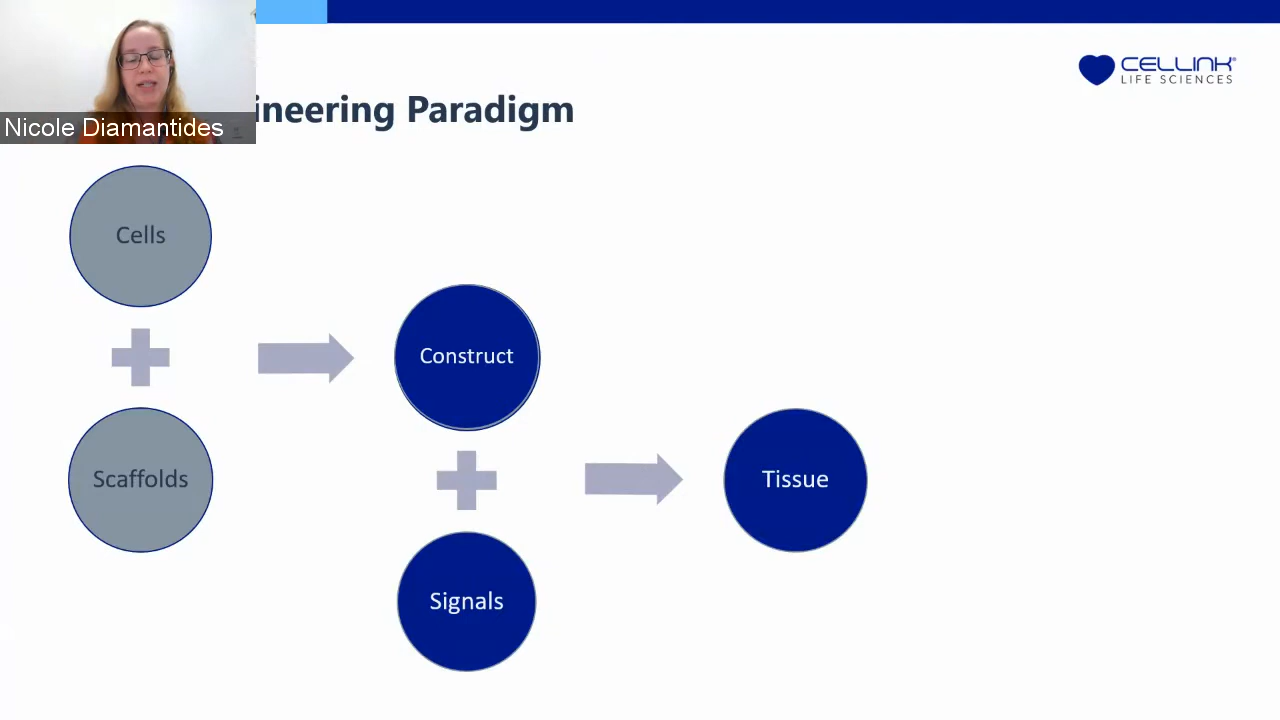 CELLINK®
LIFE SCIENCES
ineering Paradigm
Nicole Diamantides
Cells
Construct
Scaffolds
Tissue
Signals